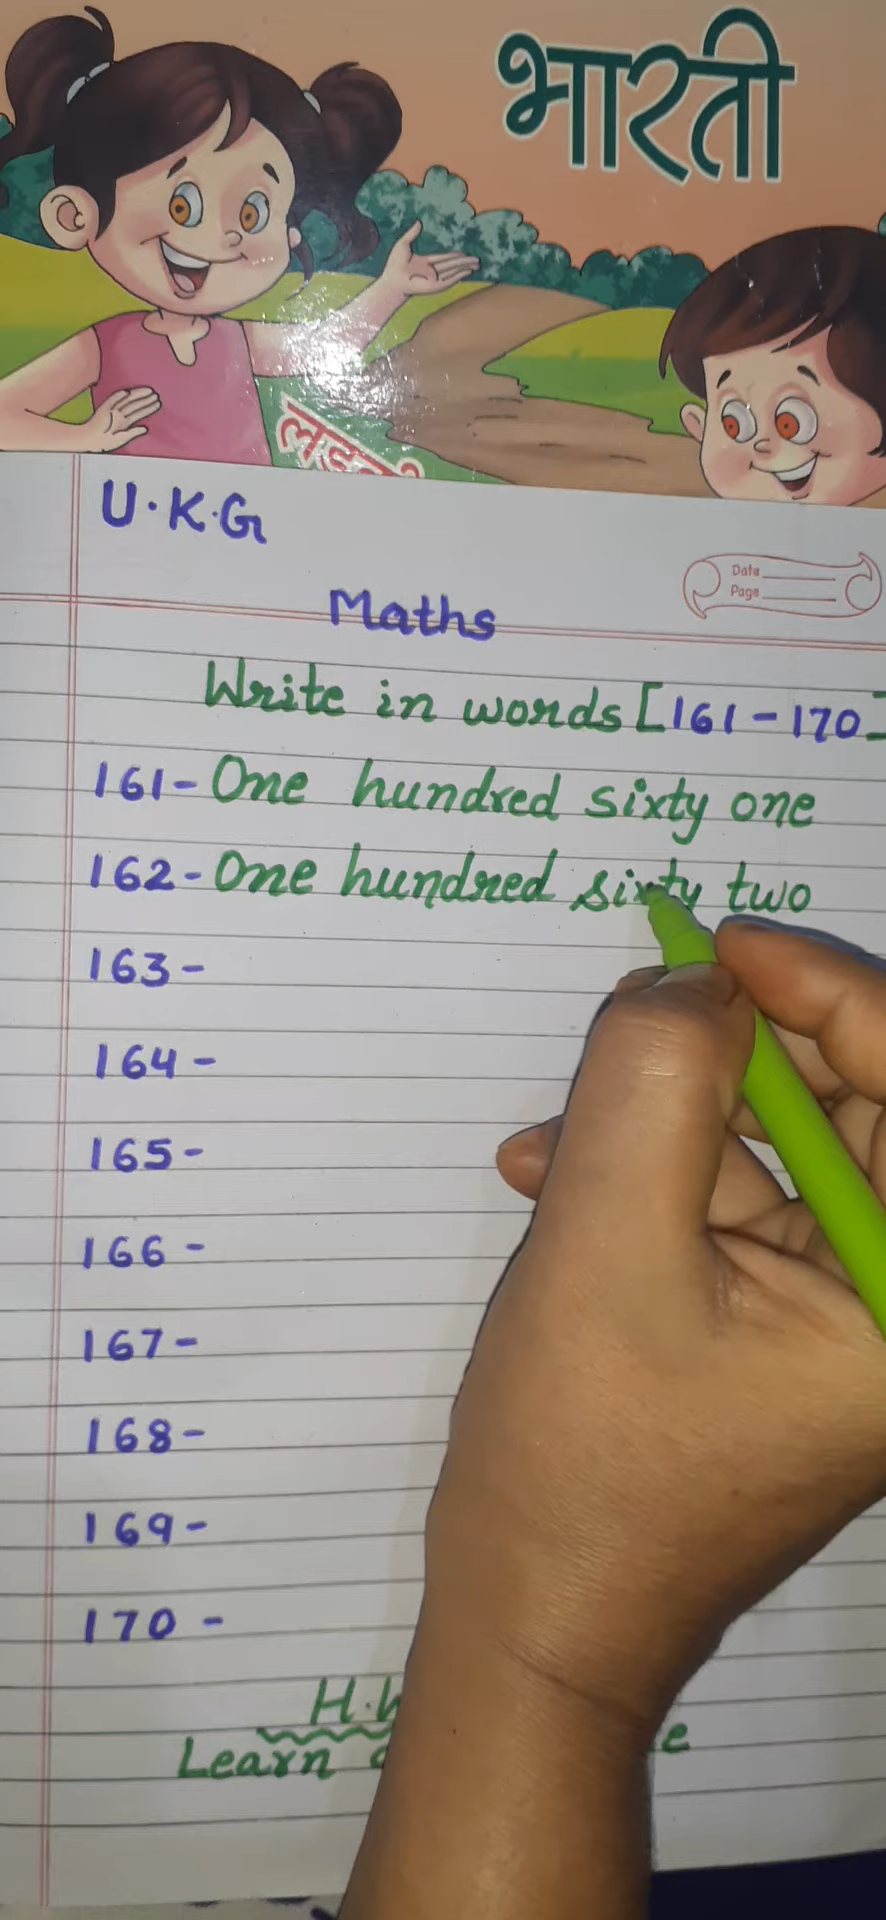 भारती
U.K.G
Date
Page
Maths
Write in words [161-170]
161- One hundred sixty one
162- One hundred sixty two
163-
164-
165-
166-
167-
168-
169-
170-
Learn